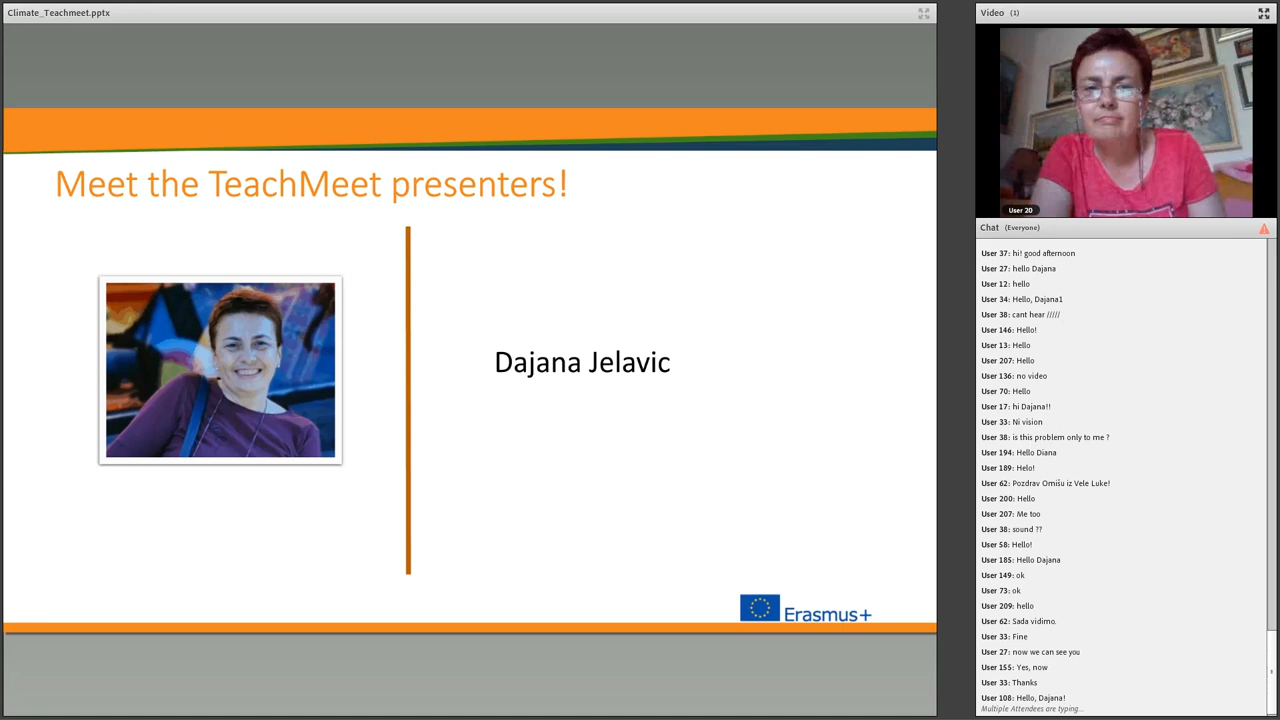 Climate_Teachmeet.pptx
Meet the TeachMeet presenters!
Dajana Jelavic
Erasmus+
Video (1)
User 20
Chat (Everyone)
User 37: hi! good afternoon
User 27: hello Dajana
User 12: hello
User 34: Hello, Dajana1
User 38: cant hear /////
User 146: Hello!
User 13: Hello
User 207: Hello
User 136: no video
User 70: Hello
User 17: hi Dajana!!
User 33: Ni vision
User 38: is this problem only to me ?
User 194: Hello Diana
User 189: Helo!
User 62: Pozdrav Omišu iz Vele Luke!
User 200: Hello
User 207: Me too
User 38: sound ??
User 58: Hello!
User 185: Hello Dajana
User 149: ok
User 73: ok
User 209: hello
User 62: Sada vidimo.
User 33: Fine
User 27: now we can see you
User 155: Yes, now
User 33: Thanks
User 108: Hello, Dajana!
Multiple Attendees are typing...